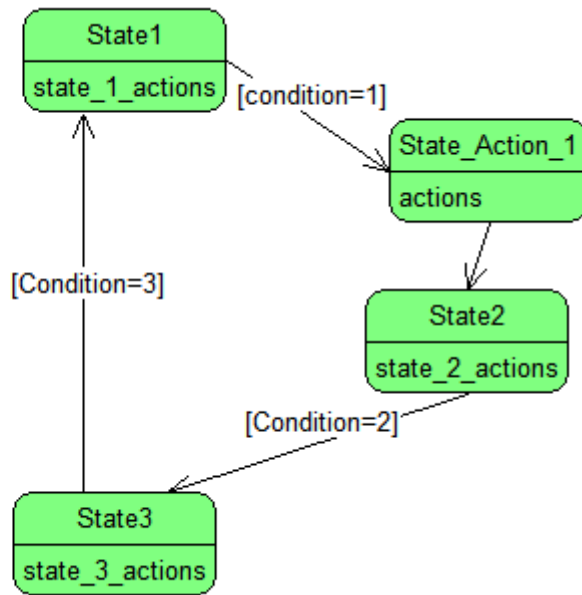 State1
state_1_actions
[condition=1]
State_Action_1
actions
[Condition=3]
State2
state_2_actions
[Condition=2]
State3
state_3_actions